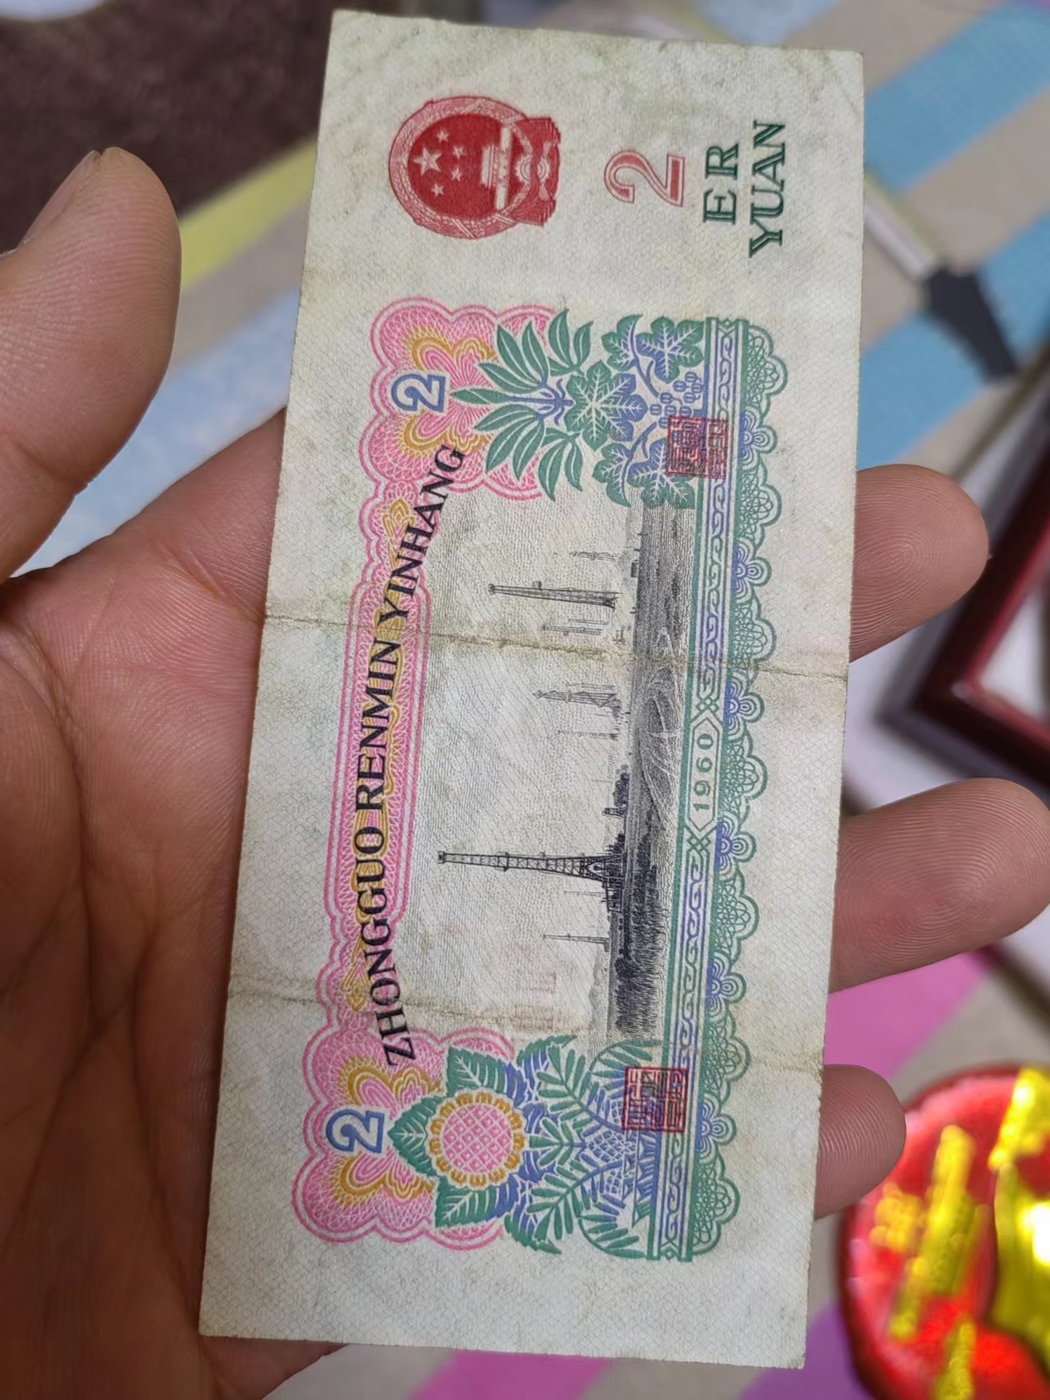 ZHONGGUO RENMIN YINHANG
2
2
2
ER
YUAN
1960